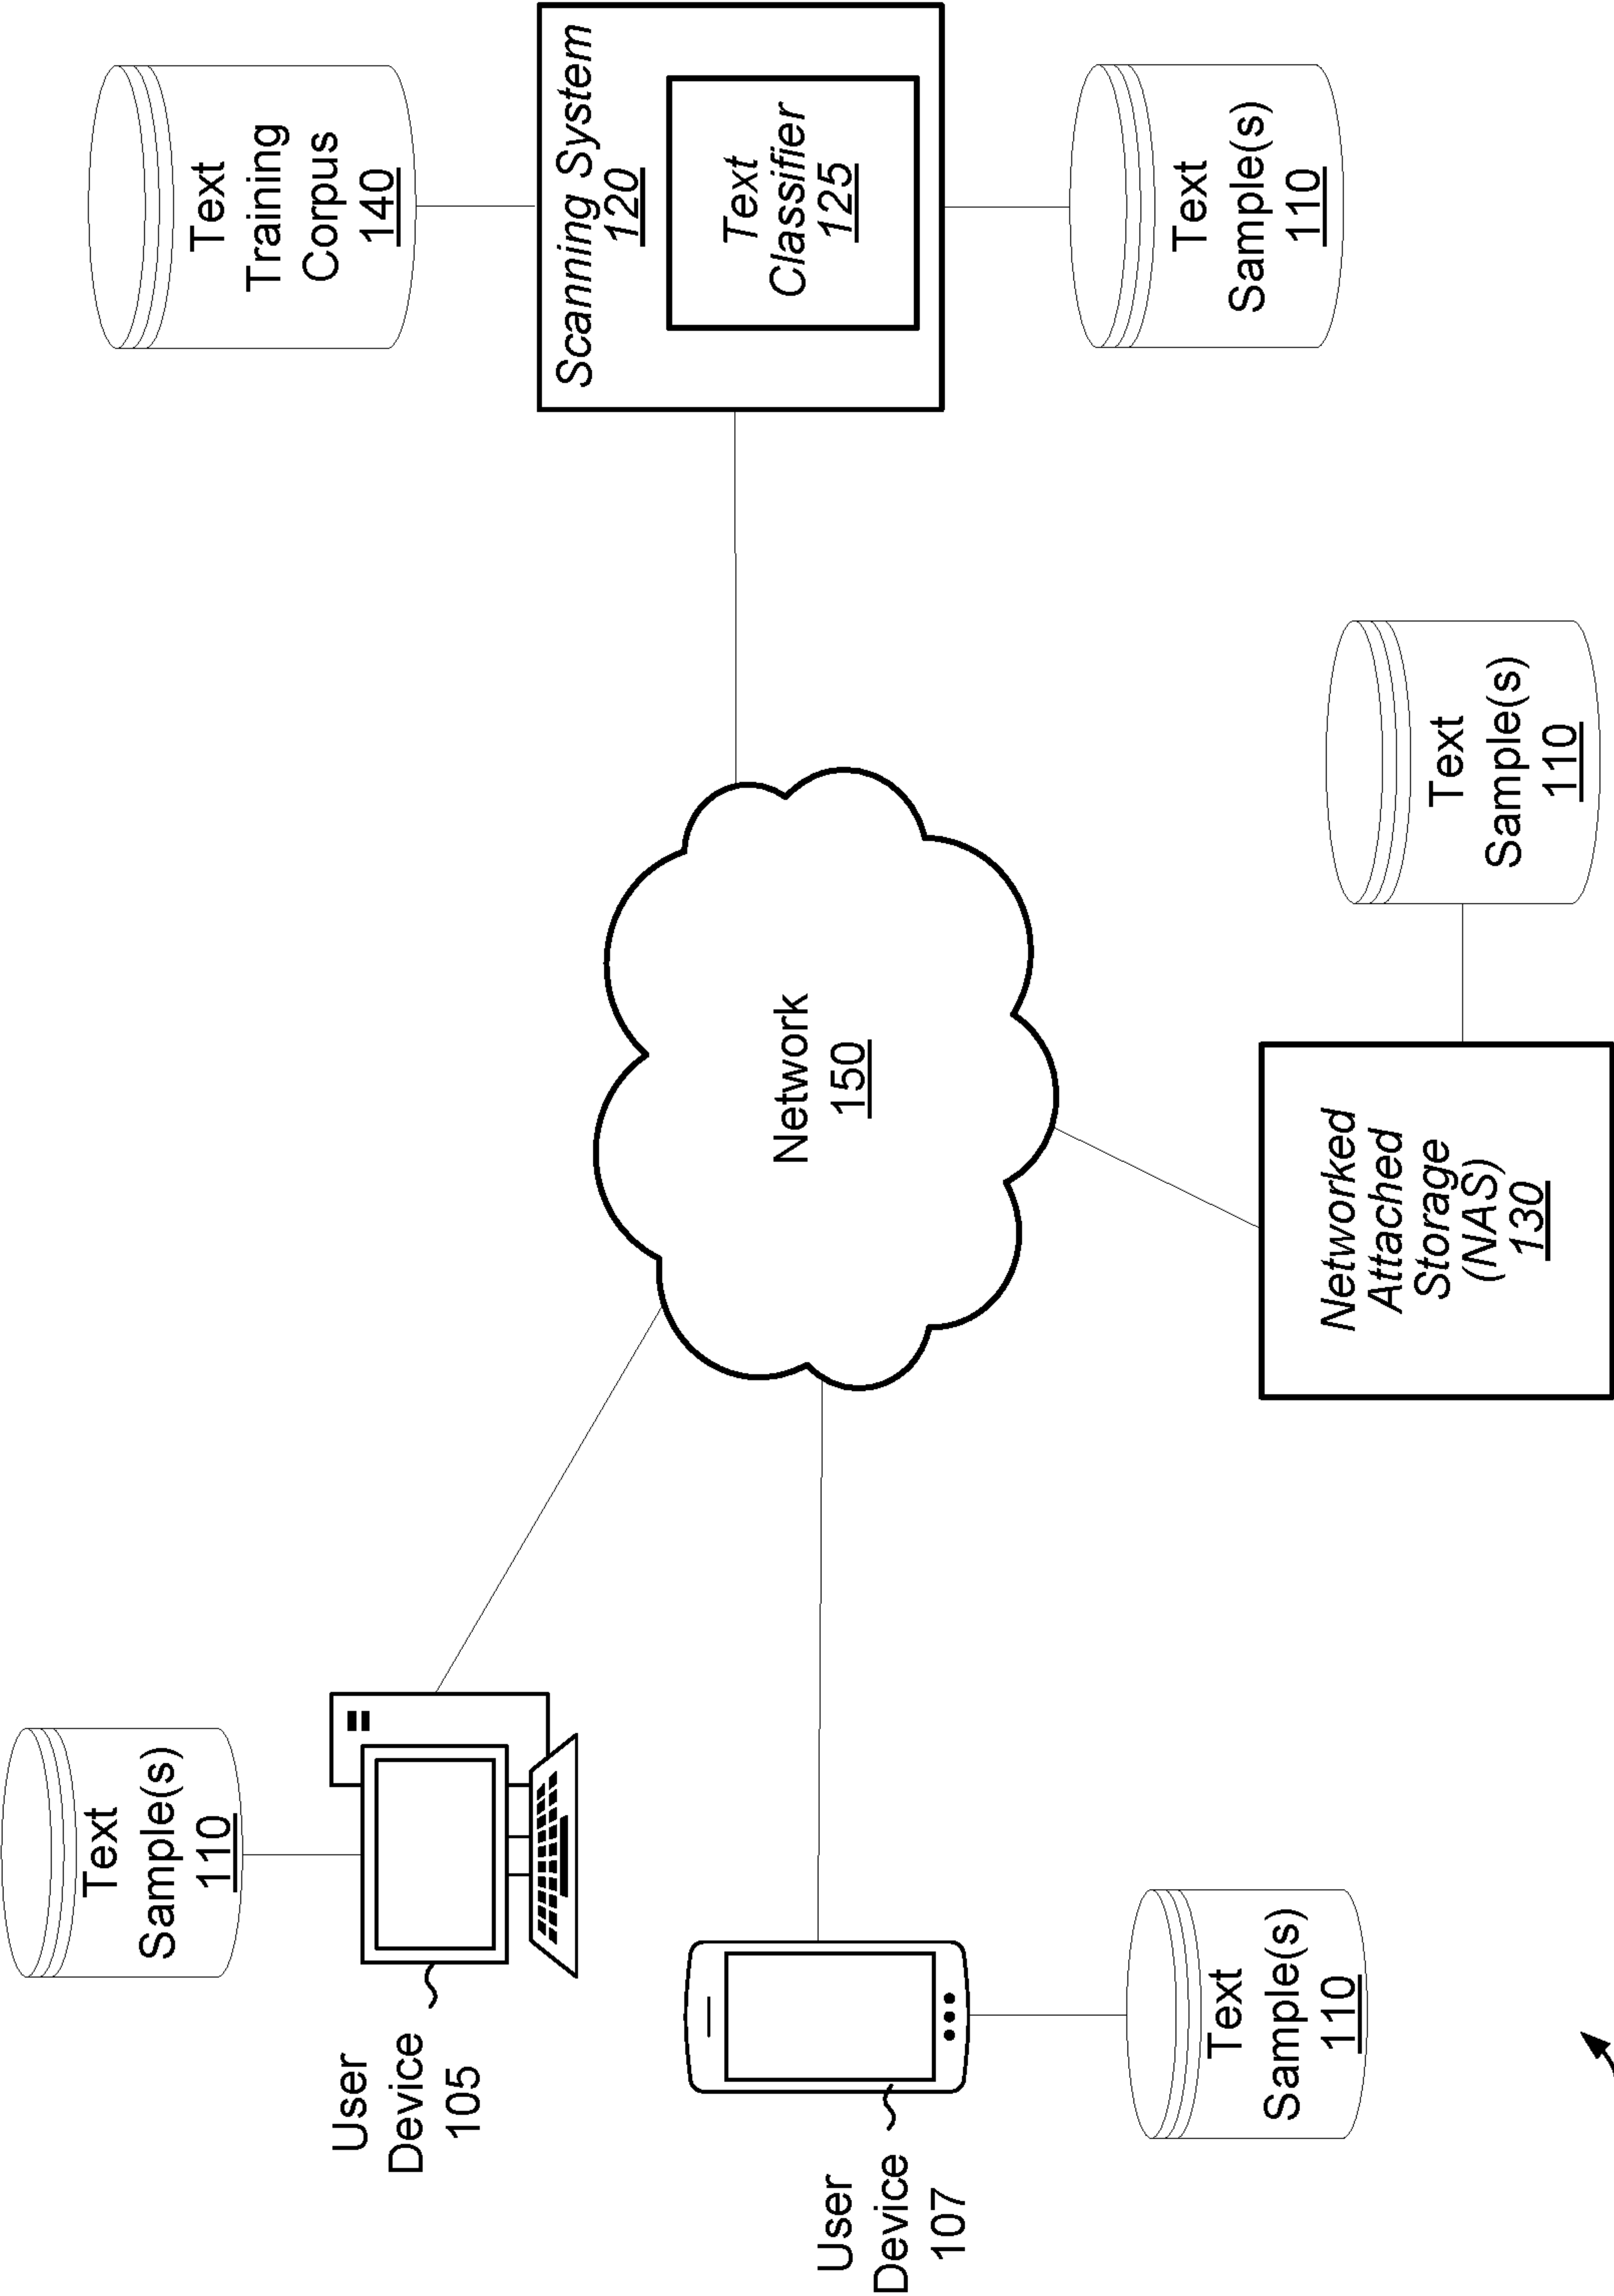 Text
Sample(s)
110
User
Device
105
User
Device
107
Text
Sample(s)
110
Network
150
Networked
Attached
Storage
(NAS)
130
Text
Sample(s)
110
Text
Training
Corpus
140
Scanning System
120
Text
Classifier
125
Text
Sample(s)
110